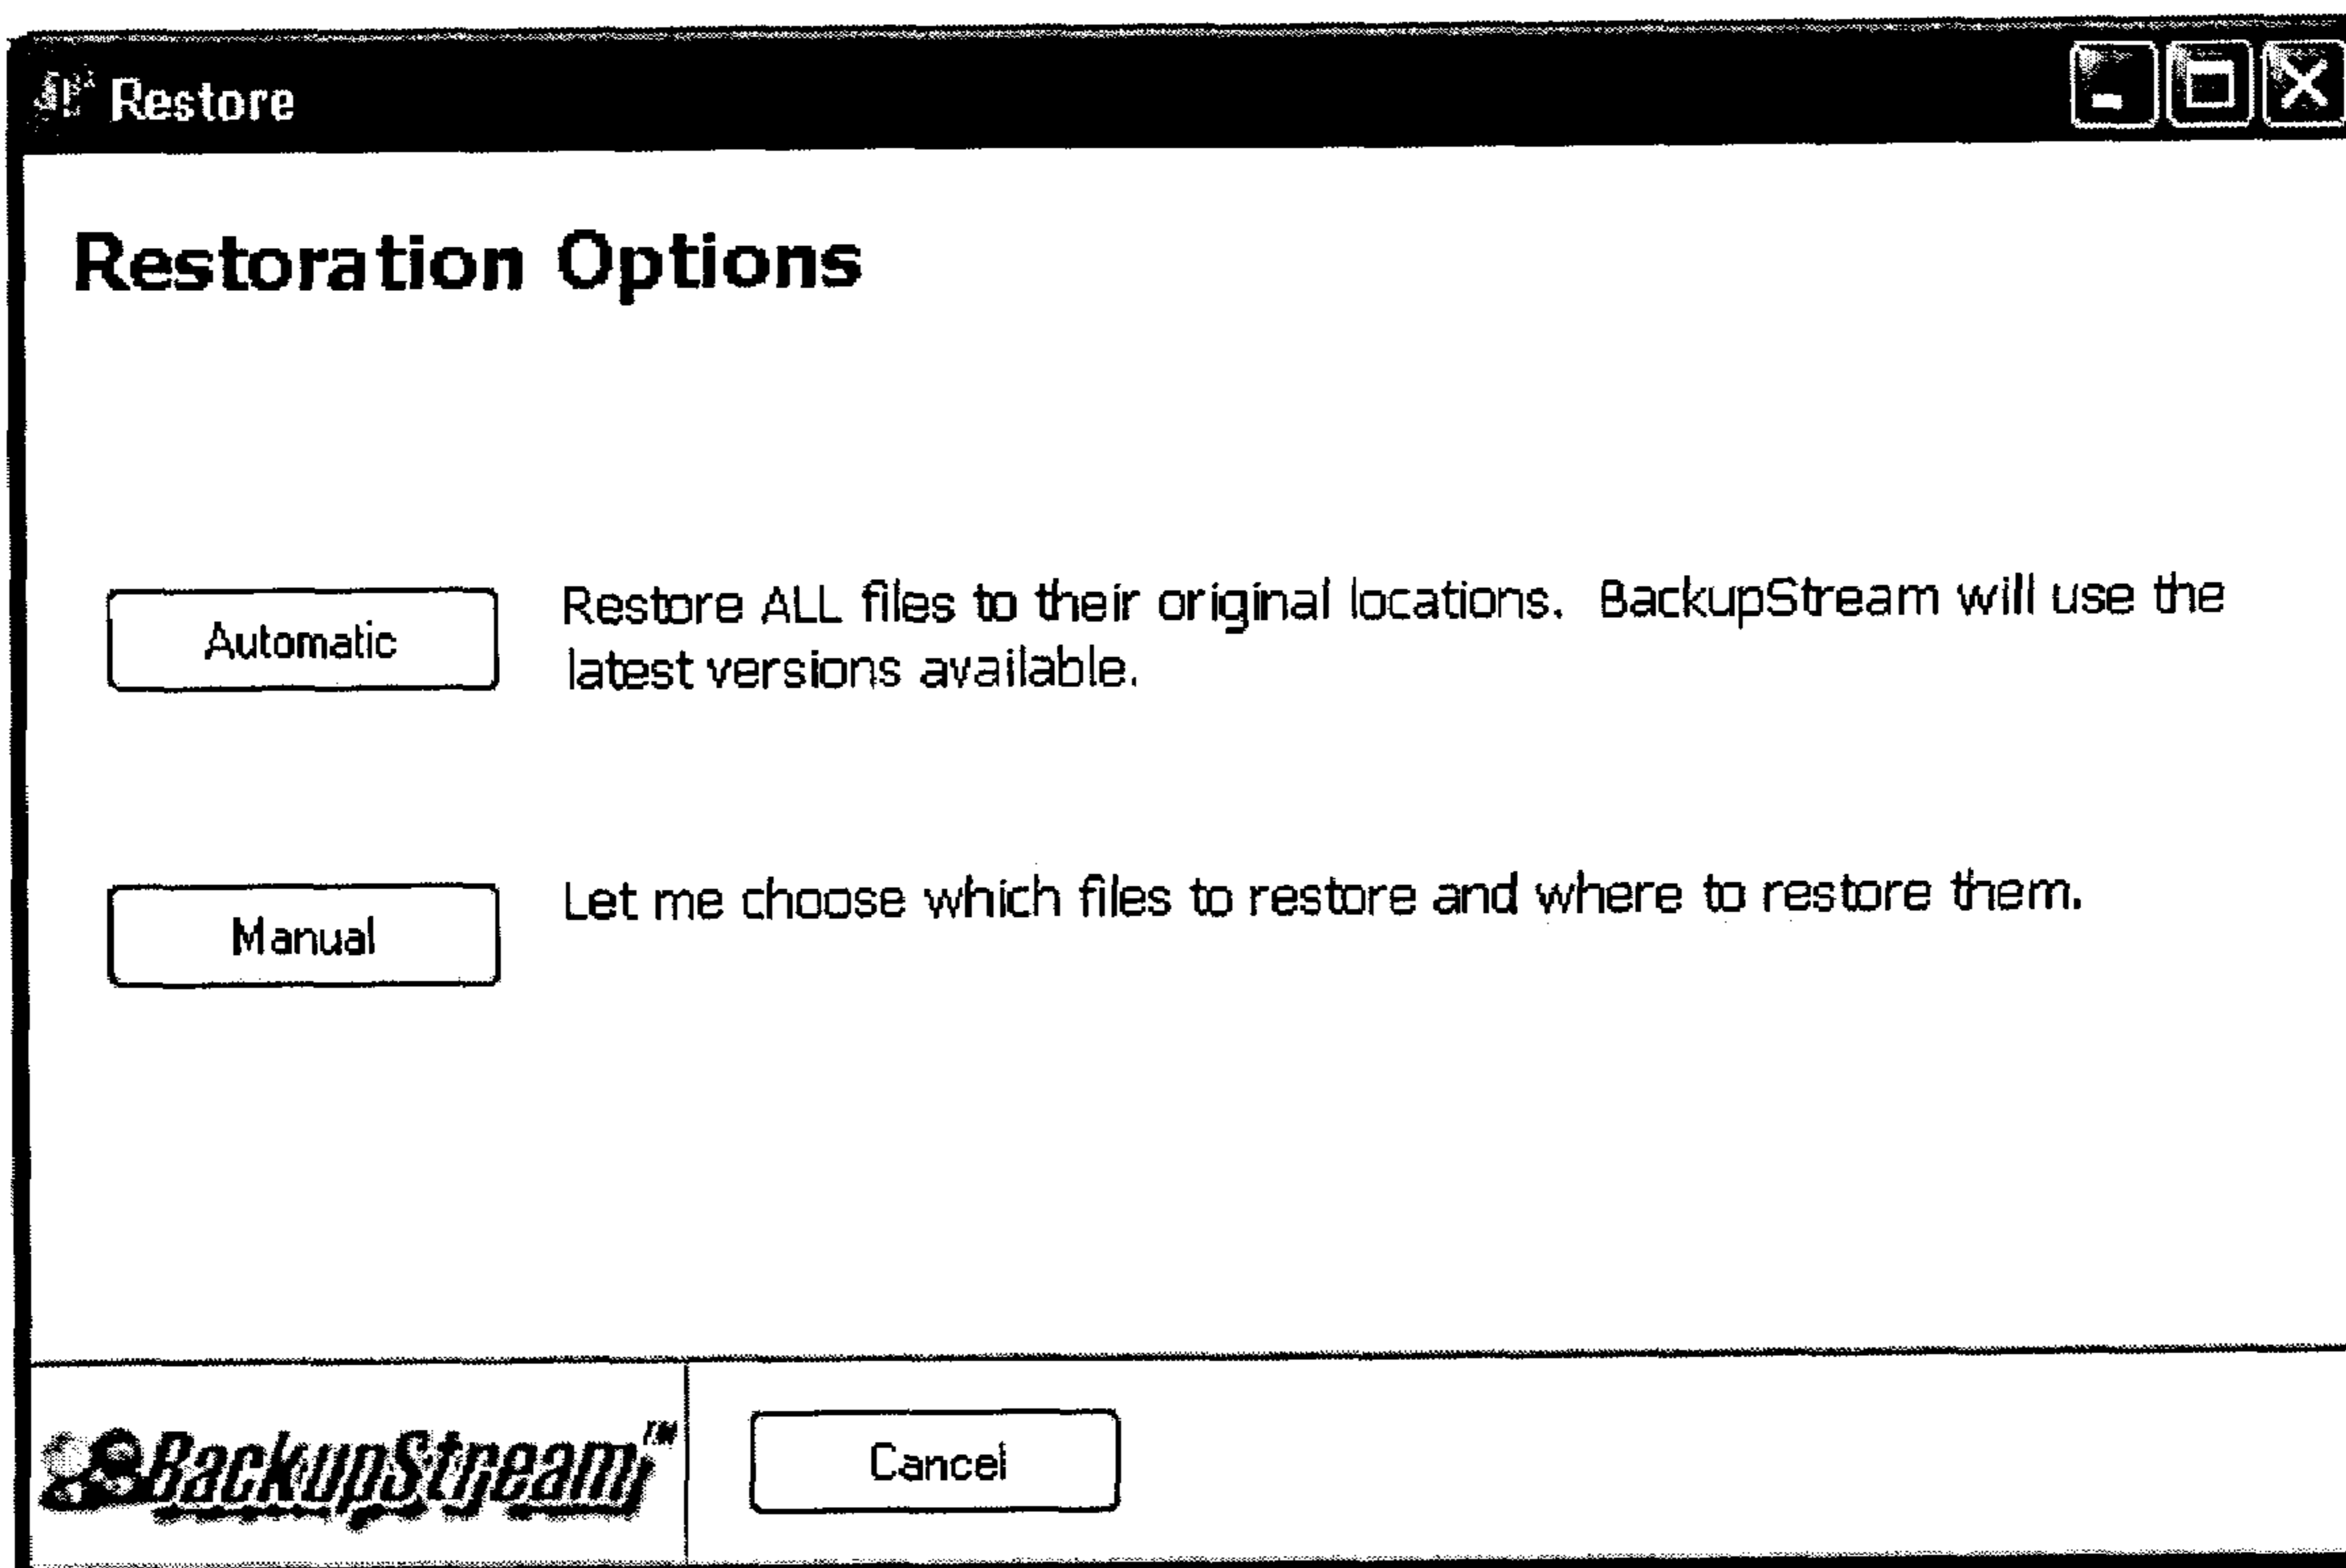 Restore
Restoration Options
Automatic
Restore ALL files to their original locations.  BackupStream will use the
latest versions available.
Manual
Let me choose which files to restore and where to restore them.
BackupStream™
Cancel